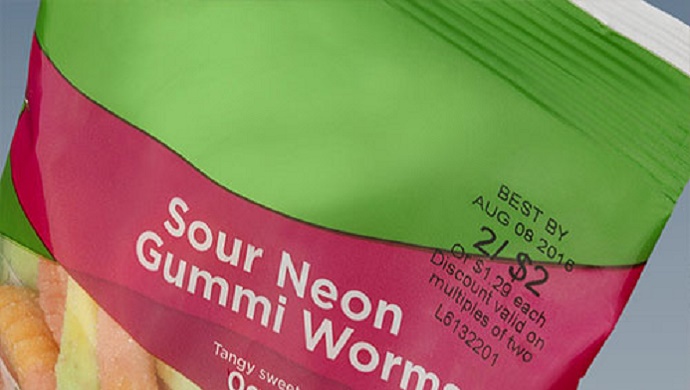 BEST BY
AUG 08 2018
2/ $2
Or $1.29 each
Discount valid on
multiples of two
L6132201
Sour Neon
Gummi Worms
Tangy sweet